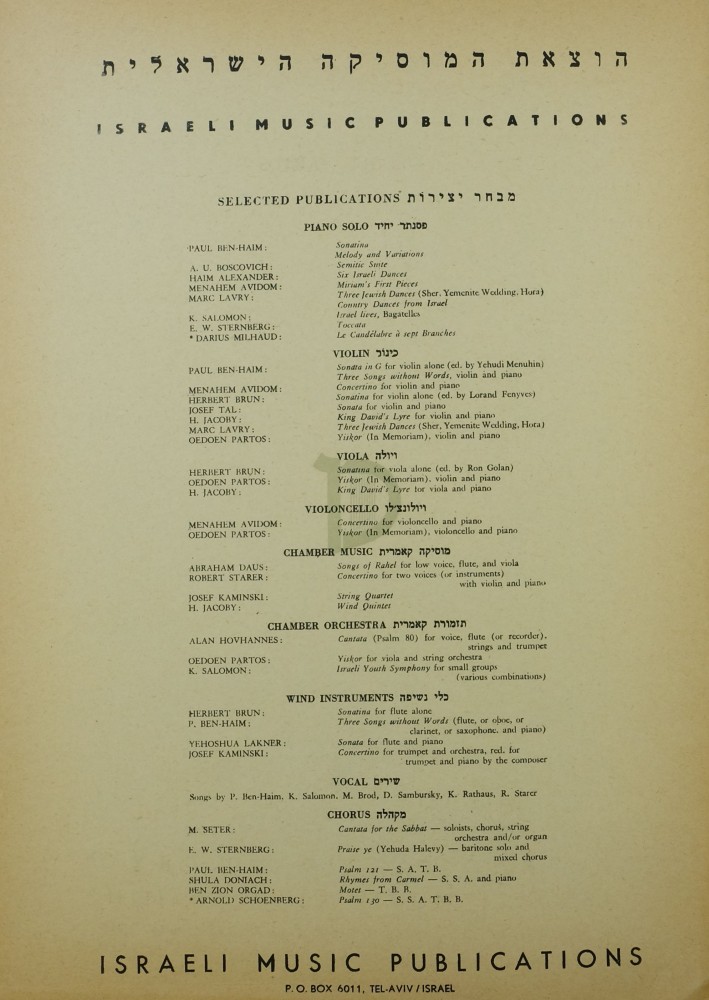 הוצאת המוסיקה הישראלית
ISRAELI MUSIC PUBLICATIONS
SELECTED PUBLICATIONS מבחר יצירות
PIANO SOLO פסנתר יחיד
PAUL BEN-HAIM: Sonatina
Melody and Variations
A. U. BOSCOVICH: Semitic Suite
HAIM ALEXANDER: Six Israeli Dances
MENAHEM AVIDOM: Miriam's First Pieces
MARC LAVRY: Three Jewish Dances (Sher, Yemenite Wedding, Hora)
Country Dances from Israel
K. SALOMON: Israel lives, Bagatelles
E. W. STERNBERG: Toccata
* DARIUS MILHAUD: Le Candélabre à sept Branches
VIOLIN כינור
PAUL BEN-HAIM: Sonata in G for violin alone (ed. by Yehudi Menuhin)
Three Songs without Words, violin and piano
MENAHEM AVIDOM: Concertino for violin and piano
HERBERT BRUN: Sonatina for violin alone (ed. by Lorand Fenyves)
JOSEF TAL: Sonata for violin and piano
H. JACOBY: King David's Lyre for violin and piano
MARC LAVRY: Three Jewish Dances (Sher, Yemenite Wedding, Hora)
OEDOEN PARTOS: Yiskor (In Memoriam), violin and piano
VIOLA ויולה
HERBERT BRUN: Sonatina for viola alone (ed. by Ron Golan)
OEDOEN PARTOS: Yiskor (In Memoriam), violin and piano
H. JACOBY: King David's Lyre for viola and piano
VIOLONCELLO ויולונצ'לו
MENAHEM AVIDOM: Concertino for violoncello and piano
OEDOEN PARTOS: Yiskor (In Memoriam), violoncello and piano
CHAMBER MUSIC מוסיקה קאמרית
ABRAHAM DAUS: Songs of Rahel for low voice, flute, and viola
ROBERT STARER: Concertino for two voices (or instruments)
with violin and piano
JOSEF KAMINSKI: String Quartet
H. JACOBY: Wind Quintet
CHAMBER ORCHESTRA תזמורת קאמרית
ALAN HOVHANNES: Cantata (Psalm 80) for voice, flute (or recorder),
strings and trumpet
OEDOEN PARTOS: Yiskor for viola and string orchestra
K. SALOMON: Israeli Youth Symphony for small groups
(various combinations)
WIND INSTRUMENTS כלי נשיפה
HERBERT BRUN: Sonatina for flute alone
P. BEN-HAIM: Three Songs without Words (flute, or oboe, or
clarinet, or saxophone, and piano)
YEHOSHUA LAKNER: Sonata for flute and piano
JOSEF KAMINSKI: Concertino for trumpet and orchestra, red. for
trumpet and piano by the composer
VOCAL שירים
Songs by P. Ben-Haim, K. Salomon, M. Brod, D. Sambursky, K. Rathaus, R. Starer
CHORUS מקהלה
M. SETER: Cantata for the Sabbat — soloists, chorus, string
orchestra and/or organ
E. W. STERNBERG: Praise ye (Yehuda Halevy) — baritone solo and
mixed chorus
PAUL BEN-HAIM: Psalm 121 — S. A. T. B.
SHULA DONIACH: Rhymes from Carmel — S. S. A. and piano
BEN ZION ORGAD: Motes — T. B. B.
* ARNOLD SCHOENBERG: Psalm 130 — S. S. A. T. B. B.
ISRAELI MUSIC PUBLICATIONS
P. O. BOX 6011, TEL-AVIV / ISRAEL